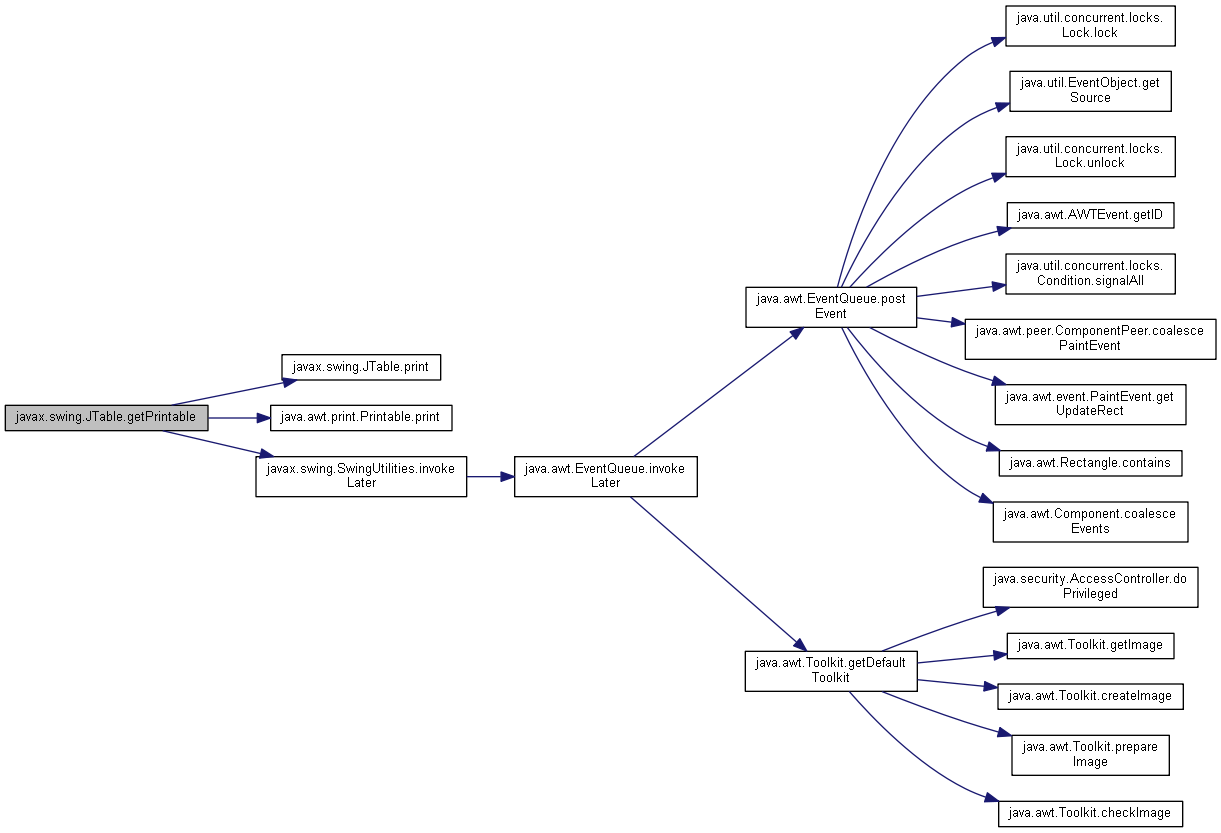 javax.swing.JTable.getPrintable
javax.swing.JTable.print
java.awt.print.Printable.print
javax.swing.SwingUtilities.invoke
Later
java.awt.EventQueue.invoke
Later
java.awt.EventQueue.post
Event
java.util.concurrent.locks.
Lock.lock
java.util.EventObject.get
Source
java.util.concurrent.locks.
Lock.unlock
java.awt.AWTEvent.getID
java.util.concurrent.locks.
Condition.signalAll
java.awt.peer.ComponentPeer.coalesce
PaintEvent
java.awt.event.PaintEvent.get
UpdateRect
java.awt.Rectangle.contains
java.awt.Component.coalesce
Events
java.awt.Toolkit.getDefault
Toolkit
java.security.AccessController.do
Privileged
java.awt.Toolkit.getImage
java.awt.Toolkit.createImage
java.awt.Toolkit.prepare
Image
java.awt.Toolkit.checkImage